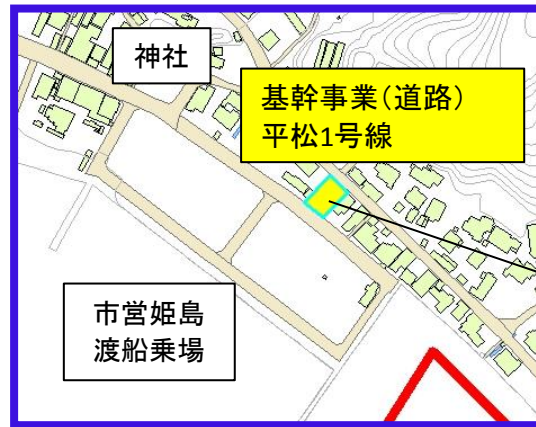 神社
基幹事業（道路）
平松1号線
市営姫島
渡船乗場